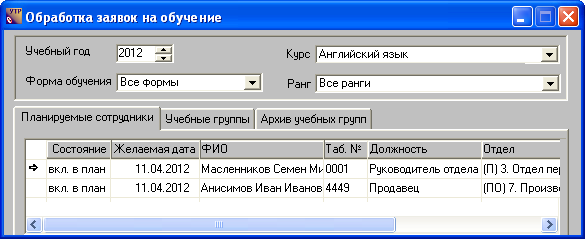 УТР Обработка заявок на обучение
Учебный год 2012 Курс Английский язык
Форма обучения Все формы Ранг Все ранги
Планируемые сотрудники Учебные группы Архив учебных групп
Состояние Желаемая дата ФИО Таб. № Должность Отдел
вкл. в план 11.04.2012 Масленников Семен Ми 0001 Руководитель отдела (П) 3. Отдел пер
вкл. в план 11.04.2012 Анисимов Иван Иванов 4449 Продавец (ПО) 7. Произво